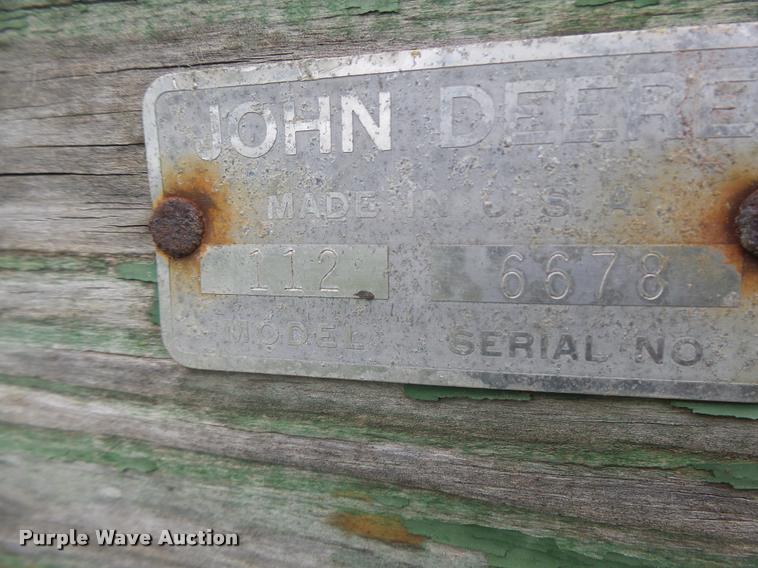 JOHN DEERE
MADE IN U.S.A.
112 6678
MODEL SERIAL NO
Purple Wave Auction